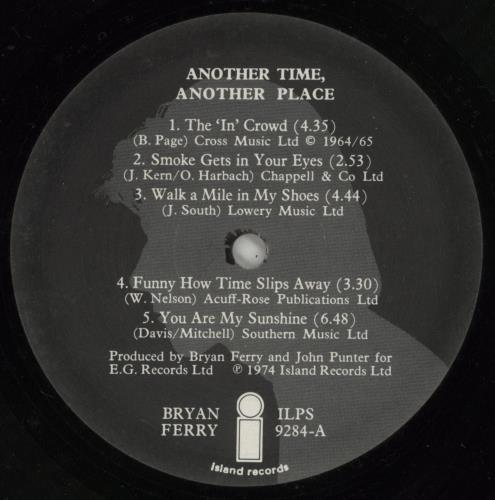 ANOTHER TIME,
ANOTHER PLACE
1. The ‘In’ Crowd (4.35)
(B. Page) Cross Music Ltd © 1964/65
2. Smoke Gets in Your Eyes (2.53)
(J. Kern/O. Harbach) Chappell & Co Ltd
3. Walk a Mile in My Shoes (4.44)
(J. South) Lowery Music Ltd
4. Funny How Time Slips Away (3.30)
(W. Nelson) Acuff-Rose Publications Ltd
5. You Are My Sunshine (6.48)
(Davis/Mitchell) Southern Music Ltd
Produced by Bryan Ferry and John Punter for
E.G. Records Ltd ℗ 1974 Island Records Ltd
BRYAN ILPS
FERRY 9284-A
island records